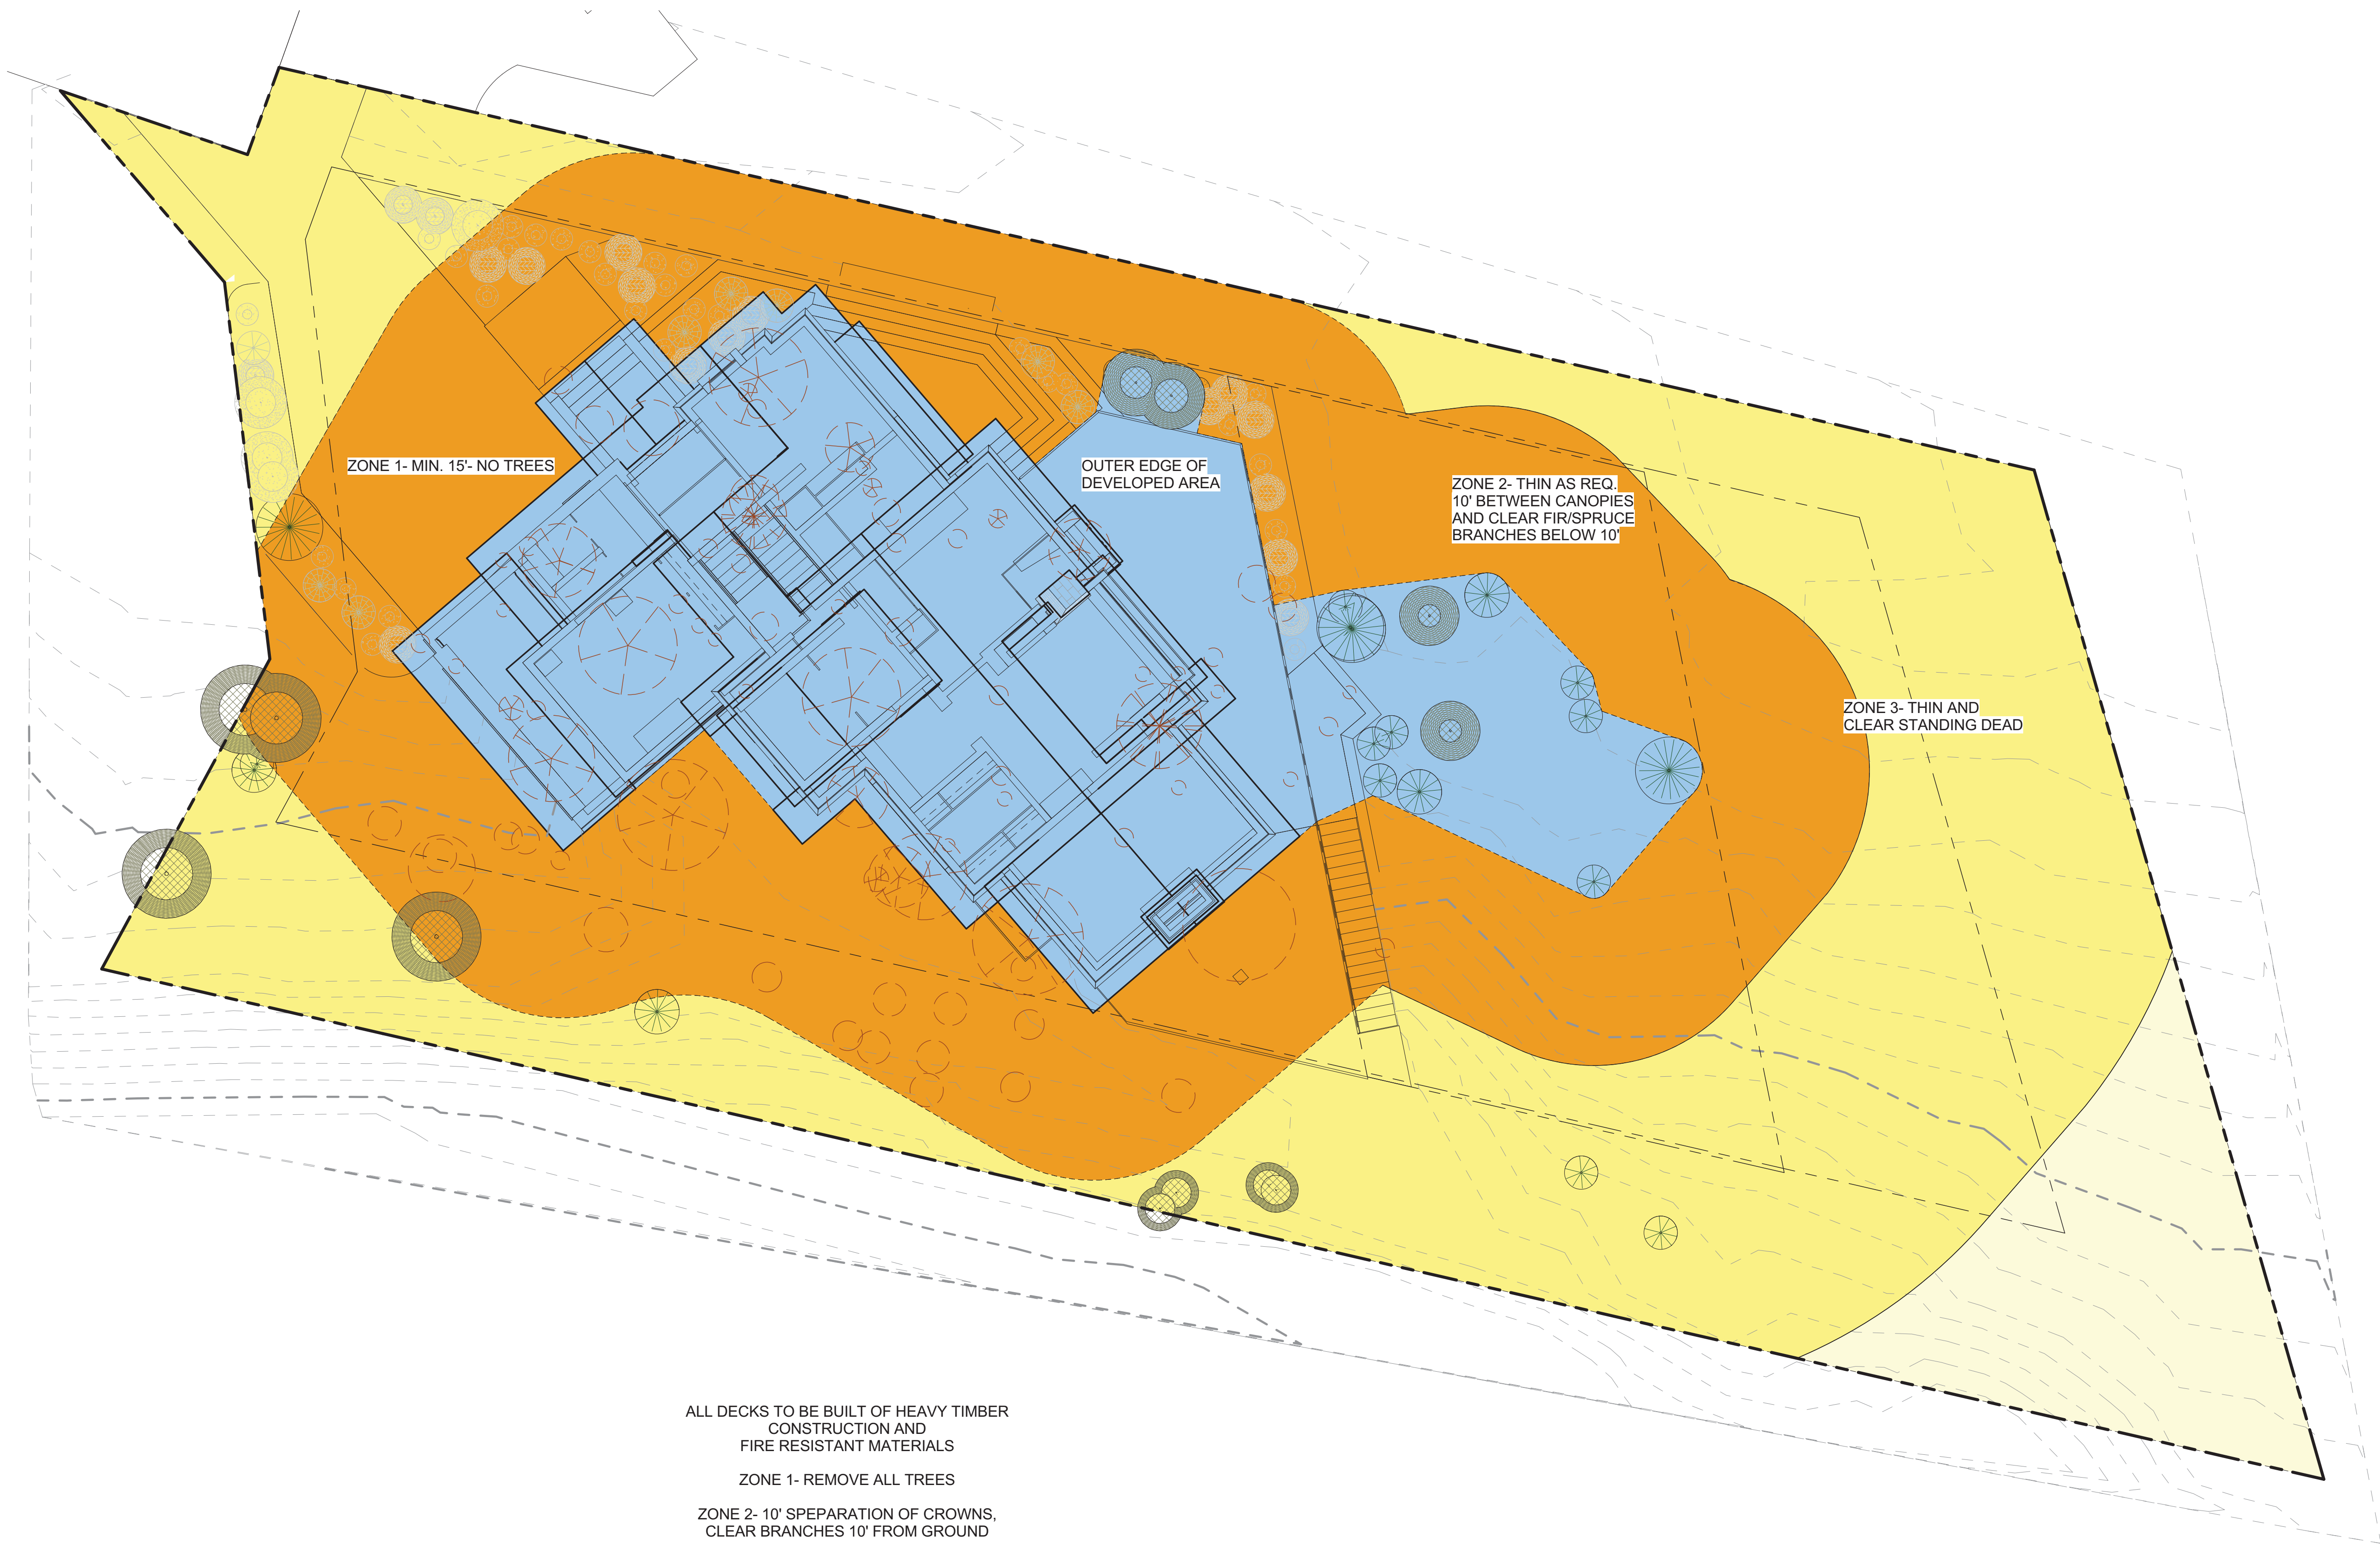 ZONE 1- MIN. 15'- NO TREES
OUTER EDGE OF
DEVELOPED AREA
ZONE 2- THIN AS REQ.
10' BETWEEN CANOPIES
AND CLEAR FIR/SPRUCE
BRANCHES BELOW 10'
ZONE 3- THIN AND
CLEAR STANDING DEAD
ALL DECKS TO BE BUILT OF HEAVY TIMBER
CONSTRUCTION AND
FIRE RESISTANT MATERIALS
ZONE 1- REMOVE ALL TREES
ZONE 2- 10' SPEPARATION OF CROWNS,
CLEAR BRANCHES 10' FROM GROUND